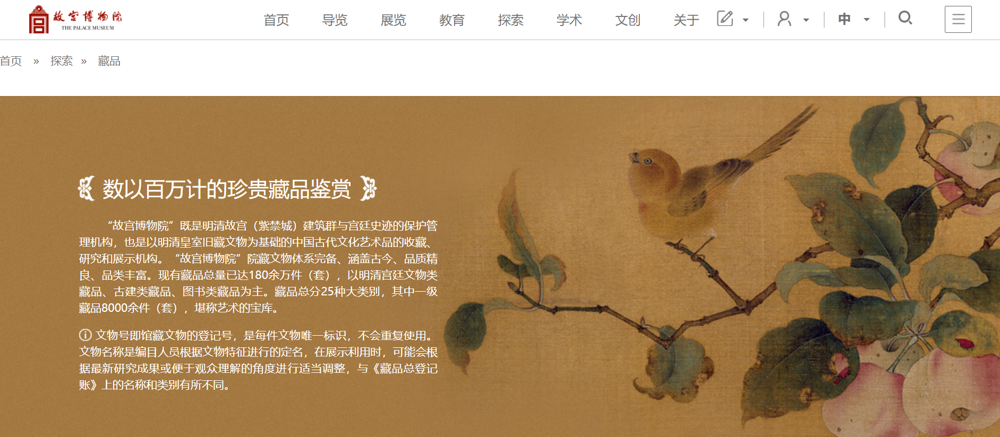 故宫博物院
THE PALACE MUSEUM
首页 导览 展览 教育 探索 学术 文创 关于 中
首页 » 探索 » 藏品
数以百万计的珍贵藏品鉴赏
“故宫博物院”既是明清故宫（紫禁城）建筑群与宫廷史迹的保护管
理机构，也是以明清皇室旧藏文物为基础的中国古代文化艺术品的收藏、
研究和展示机构。“故宫博物院”院藏文物体系完备、涵盖古今、品质精
良、品类丰富。现有藏品总量已达180余万件（套），以明清宫廷文物类
藏品、古建类藏品、图书类藏品为主。藏品总分25种大类别，其中一级
藏品8000余件（套），堪称艺术的宝库。
文物号即馆藏文物的登记号，是每件文物唯一标识，不会重复使用。
文物名称是编目人员根据文物特征进行的定名，在展示利用时，可能会根
据最新研究成果或便于观众理解的角度进行适当调整，与《藏品总登记
账》上的名称和类别有所不同。